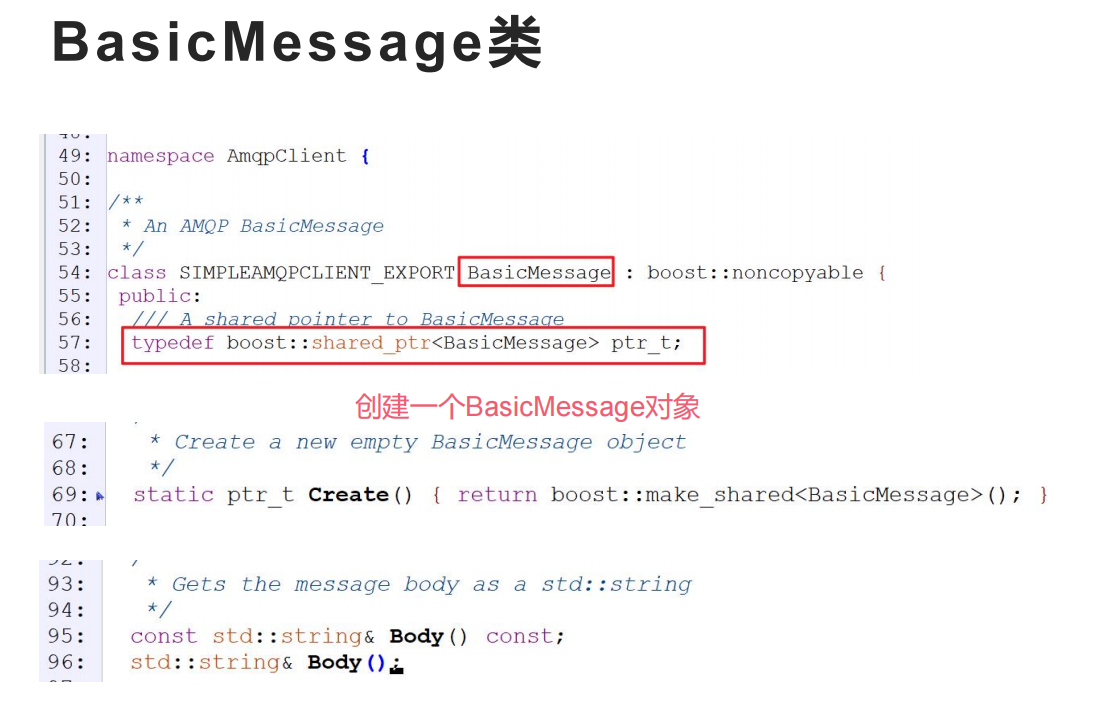 BasicMessage类
49: namespace AmqpClient {
50:
51: /**
52:  * An AMQP BasicMessage
53:  */
54: class SIMPLEAMQPCLIENT_EXPORT BasicMessage : boost::noncopyable {
55:  public:
56:   /// A shared pointer to BasicMessage
57:   typedef boost::shared_ptr<BasicMessage> ptr_t;
58:
创建一个BasicMessage对象
67:    * Create a new empty BasicMessage object
68:    */
69:   static ptr_t Create() { return boost::make_shared<BasicMessage>(); }
70:
93:    * Gets the message body as a std::string
94:    */
95:   const std::string& Body() const;
96:   std::string& Body();